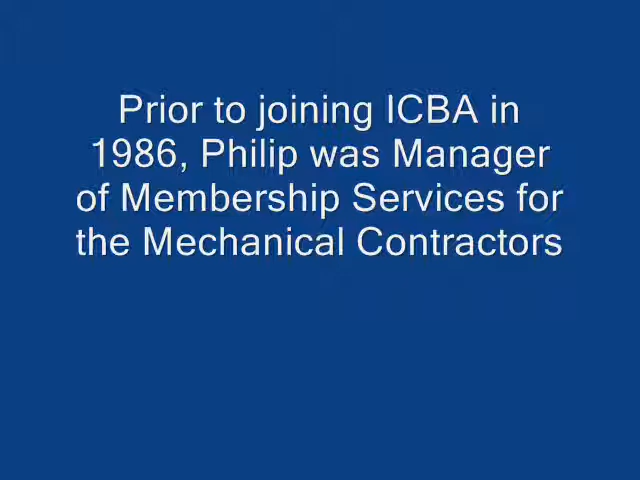 Prior to joining ICBA in
1986, Philip was Manager
of Membership Services for
the Mechanical Contractors